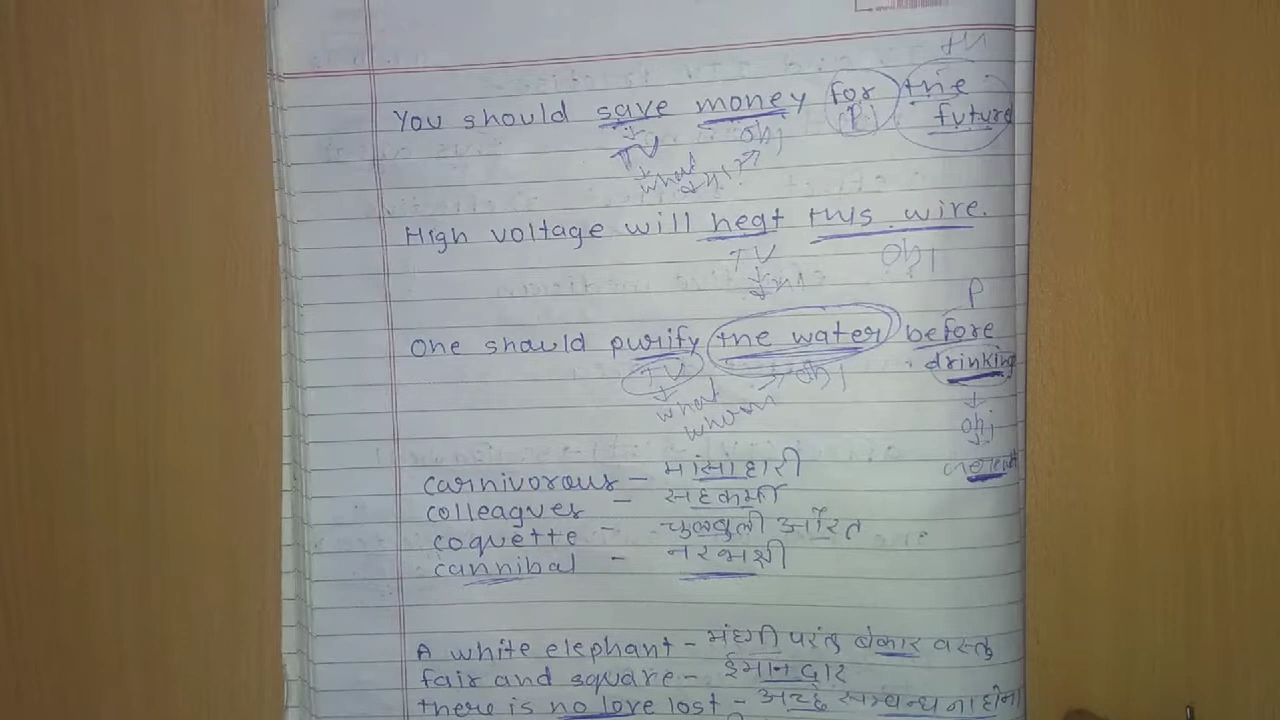 You should save money for the
future
TV obj (P)
what
High voltage will heat this wire.
TV obj
P
One should purify the water before
drinking
TV obj
what
whom
obj
carnivorous – मांसाहारी
colleagues – सहकर्मी
coquette – चुलबुली औरत
cannibal – नरभक्षी
A white elephant – मंहगी परंतु बेकार वस्तु
fair and square – ईमानदार
there is no love lost – अच्छे सम्बन्ध ना होना